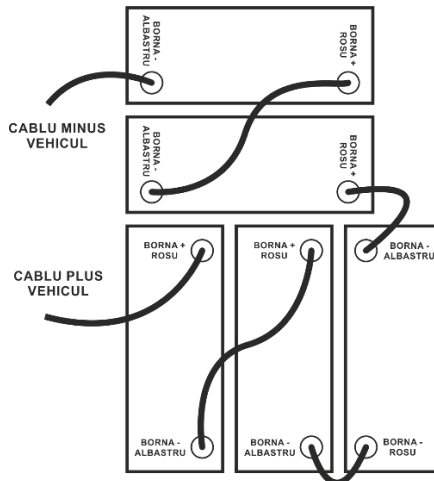 BORNA -
ALBASTRU
BORNA +
ROSU
CABLU MINUS
VEHICUL
BORNA -
ALBASTRU
BORNA +
ROSU
BORNA +
ROSU
BORNA +
ROSU
BORNA -
ALBASTRU
CABLU PLUS
VEHICUL
BORNA -
ALBASTRU
BORNA -
ALBASTRU
BORNA -
ROSU